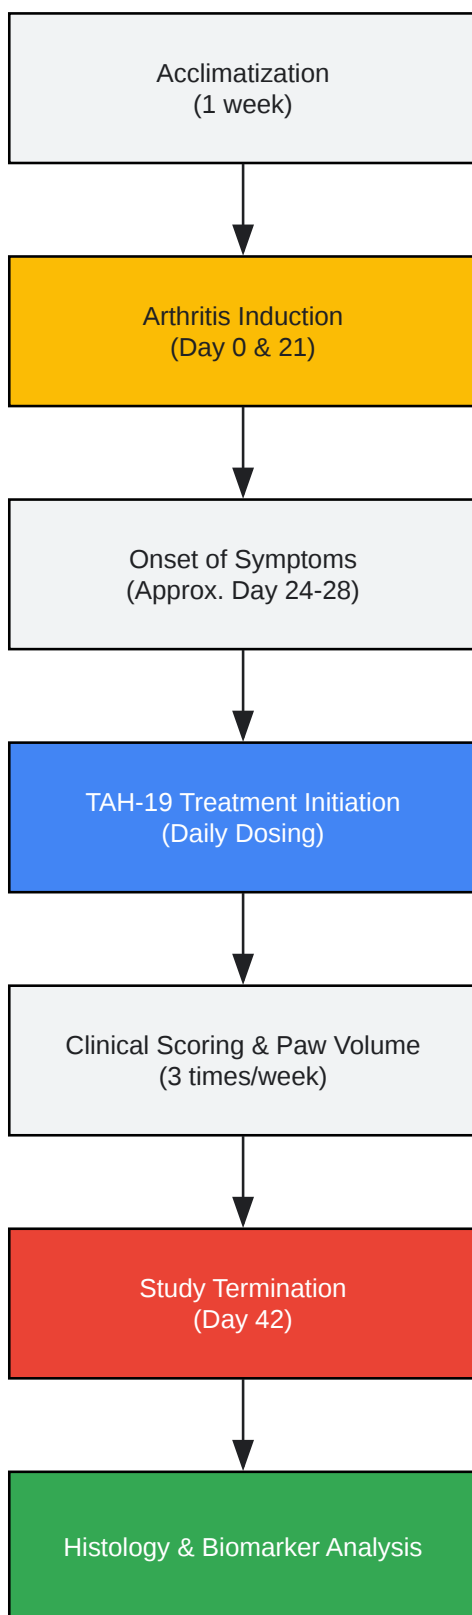 Acclimatization
(1 week)
Arthritis Induction
(Day 0 & 21)
Onset of Symptoms
(Approx. Day 24-28)
TAH-19 Treatment Initiation
(Daily Dosing)
Clinical Scoring & Paw Volume
(3 times/week)
Study Termination
(Day 42)
Histology & Biomarker Analysis